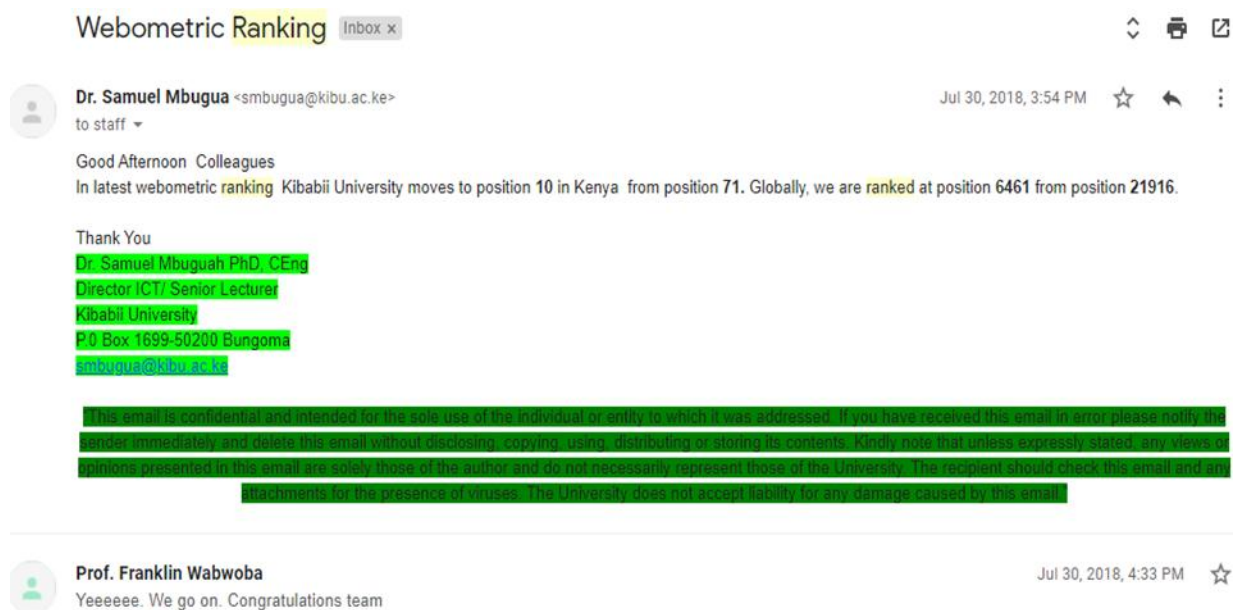 Webometric Ranking Inbox x
Dr. Samuel Mbugua <smbugua@kibu.ac.ke> Jul 30, 2018, 3:54 PM
to staff
Good Afternoon Colleagues
In latest webometric ranking Kibabii University moves to position 10 in Kenya from position 71. Globally, we are ranked at position 6461 from position 21916.
Thank You
Dr. Samuel Mbuguah PhD, CEng
Director ICT/ Senior Lecturer
Kibabii University
P.0 Box 1699-50200 Bungoma
smbugua@kibu.ac.ke
"This email is confidential and intended for the sole use of the individual or entity to which it was addressed. If you have received this email in error please notify the
sender immediately and delete this email without disclosing, copying, using, distributing or storing its contents. Kindly note that unless expressly stated, any views or
opinions presented in this email are solely those of the author and do not necessarily represent those of the University. The recipient should check this email and any
attachments for the presence of viruses. The University does not accept liability for any damage caused by this email."
Prof. Franklin Wabwoba Jul 30, 2018, 4:33 PM
Yeeeeee. We go on. Congratulations team